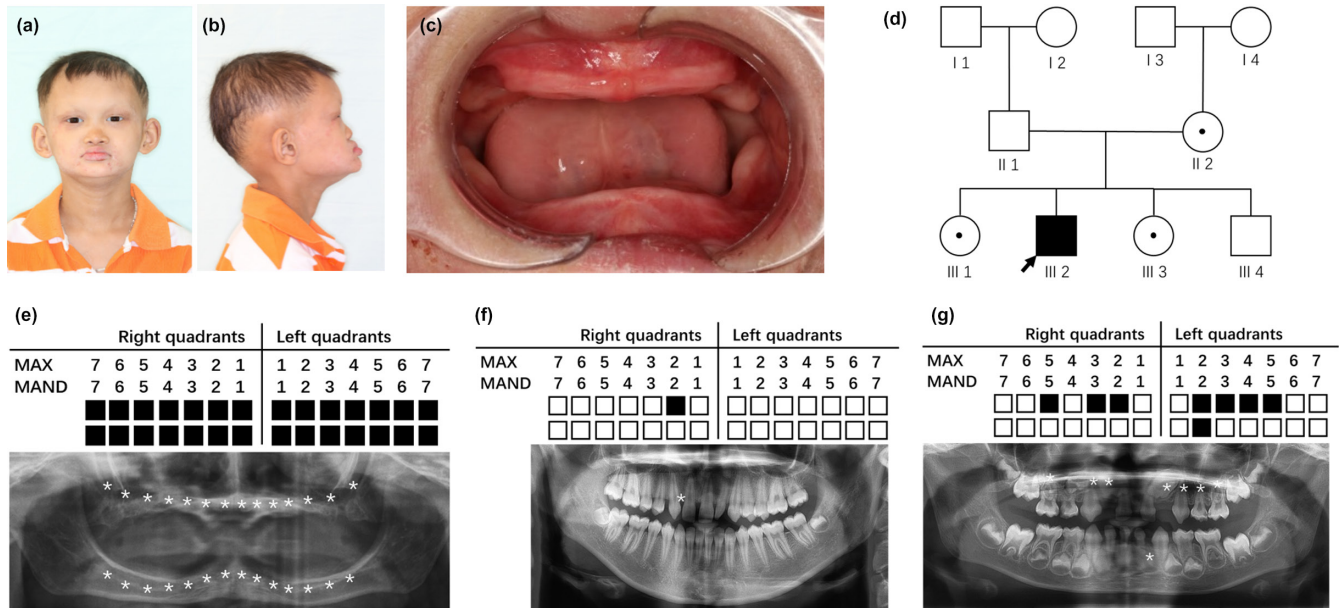 (a)
(b)
(c)
(d)
I 1
I 2
I 3
I 4
II 1
II 2
III 1
III 2
III 3
III 4
(e)
Right quadrants
Left quadrants
MAX
7 6 5 4 3 2 1
1 2 3 4 5 6 7
MAND
7 6 5 4 3 2 1
1 2 3 4 5 6 7
* * * * * * * * * * * * * *
* * * * * * * * * * * * * *
(f)
Right quadrants
Left quadrants
MAX
7 6 5 4 3 2 1
1 2 3 4 5 6 7
MAND
7 6 5 4 3 2 1
1 2 3 4 5 6 7
*
(g)
Right quadrants
Left quadrants
MAX
7 6 5 4 3 2 1
1 2 3 4 5 6 7
MAND
7 6 5 4 3 2 1
1 2 3 4 5 6 7
* * * * * * *
*